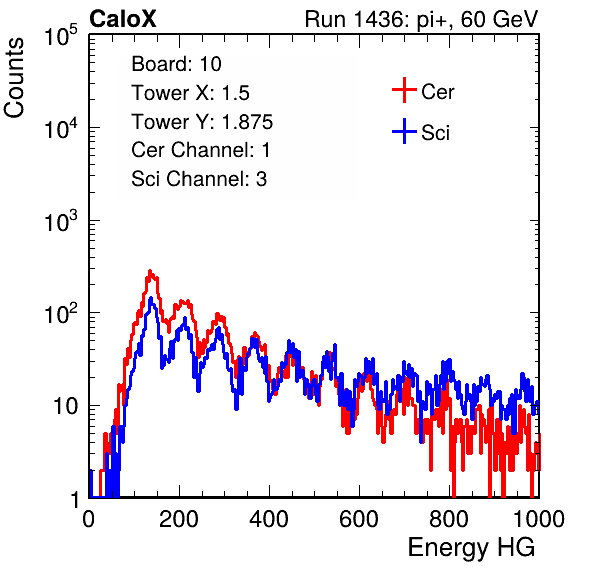 CaloX Run 1436: pi+, 60 GeV
Counts
Board: 10
Tower X: 1.5
Tower Y: 1.875
Cer Channel: 1
Sci Channel: 3
Cer
Sci
10^5
10^4
10^3
10^2
10
1
0 200 400 600 800 1000
Energy HG